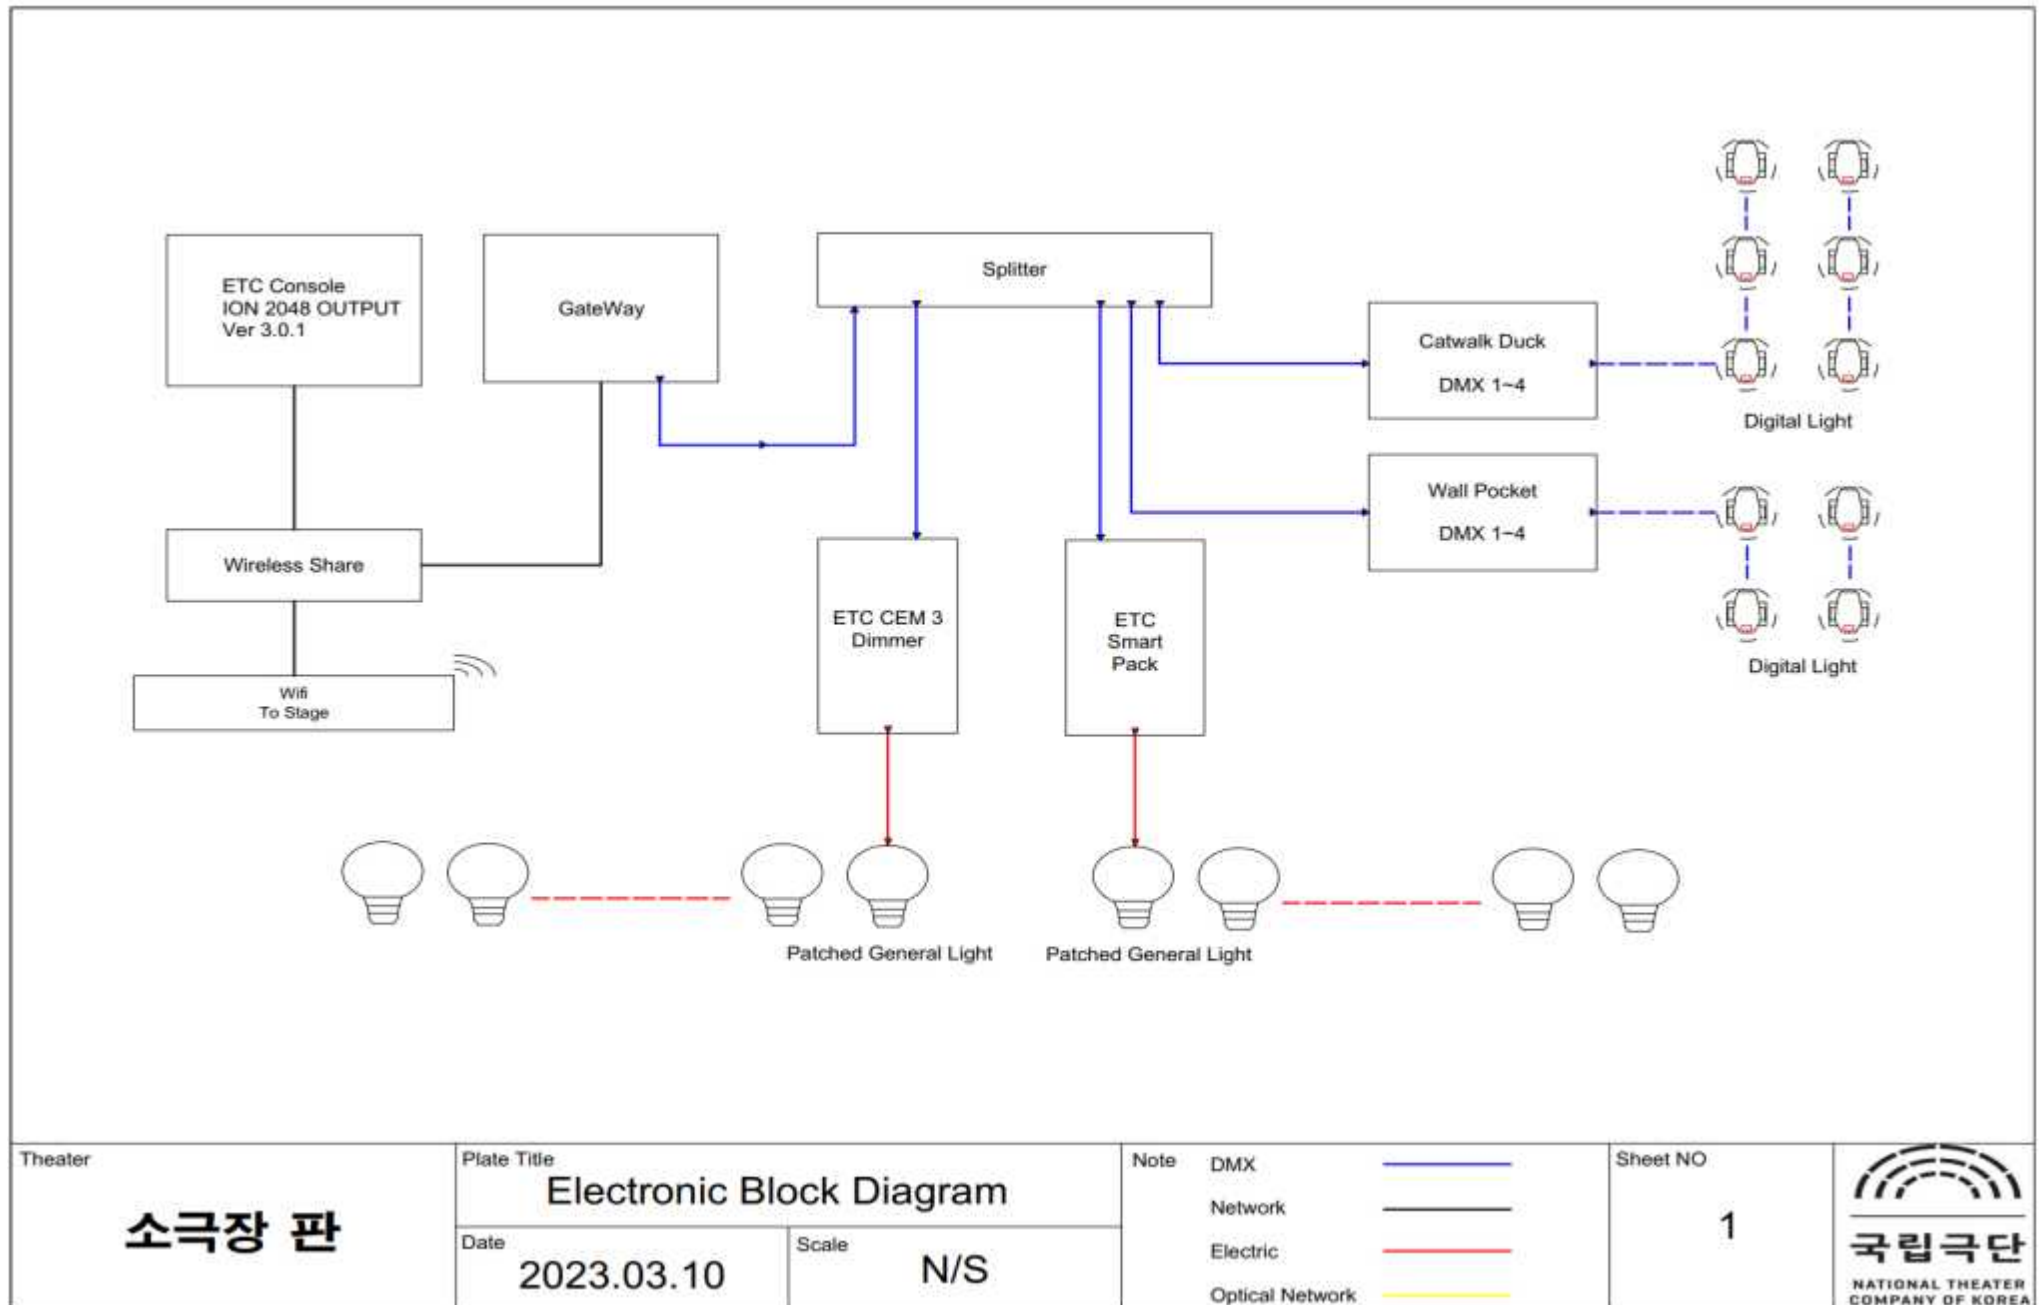 ETC Console
ION 2048 OUTPUT
Ver 3.0.1
GateWay
Splitter
Catwalk Duck
DMX 1~4
Digital Light
Wall Pocket
DMX 1~4
Digital Light
Wireless Share
Wifi
To Stage
ETC CEM 3
Dimmer
ETC
Smart
Pack
Patched General Light
Patched General Light
Theater
소극장 판
Plate Title
Electronic Block Diagram
Date
2023.03.10
Scale
N/S
Note
DMX
Network
Electric
Optical Network
Sheet NO
1
국립극단
NATIONAL THEATER
COMPANY OF KOREA